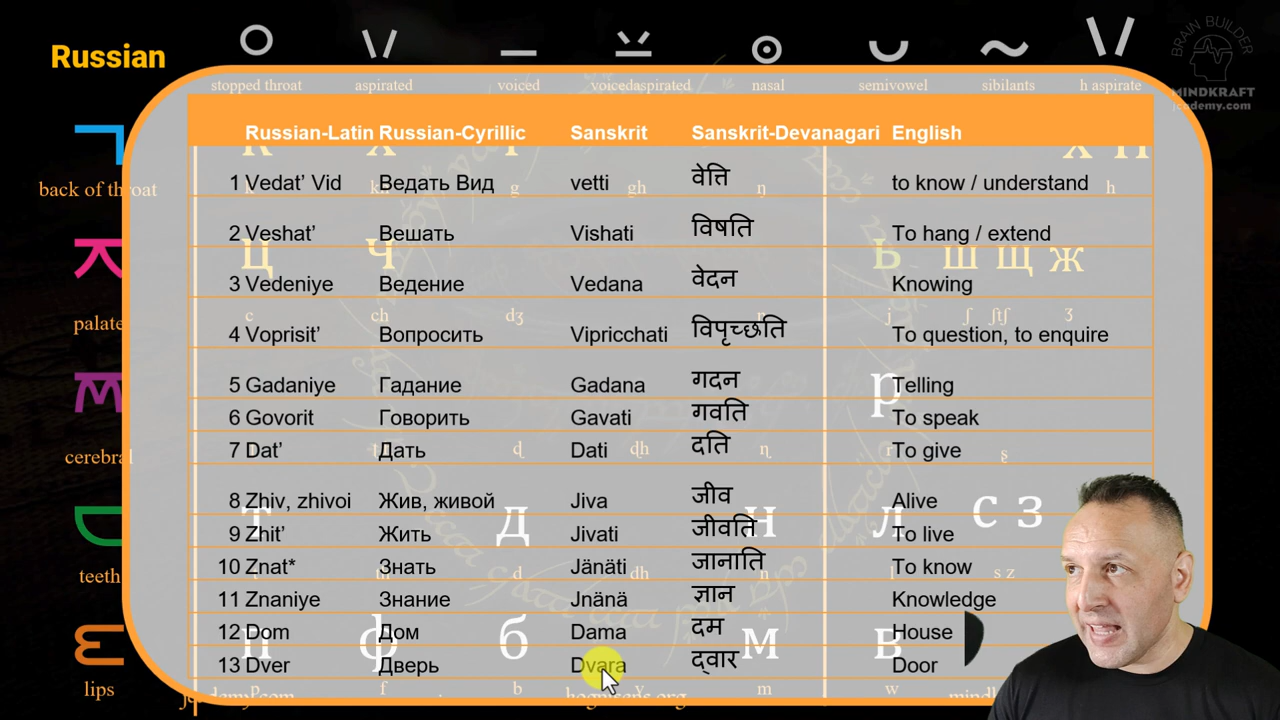 Russian
BRAIN BUILDER
MINDKRAFT
academy.com
stopped throat aspirated voiced voicedaspirated nasal semivowel sibilants h aspirate
Russian-Latin Russian-Cyrillic Sanskrit Sanskrit-Devanagari English
back of throat
1 Vedat’ Vid Ведать Вид vetti वेत्ति to know / understand
g gh ŋ h
2 Veshat’ Вешать Vishati विषति To hang / extend
ц ч ь ш щ ж
3 Vedeniye Ведение Vedana वेदन Knowing
palate
c ch dʒ j ʃ ʃtʃ ʒ
4 Voprisit’ Вопросить Vipricchati विपृच्छति To question, to enquire
р
5 Gadaniye Гадание Gadana गदन Telling
6 Govorit Говорить Gavati गवति To speak
cerebral
7 Dat’ Дать Dati दति To give
ɖ ɖh ɳ r ʂ
8 Zhiv, zhivoi Жив, живой Jiva जीव Alive
т д н л с з
9 Zhit’ Жить Jivati जीवति To live
10 Znat* Знать Jänäti जानाति To know
teeth
d dh n l s z
11 Znaniye Знание Jnänä ज्ञान Knowledge
12 Dom Дом Dama दम House
п ф б м в
13 Dver Дверь Dvara द्वार Door
lips
p f b v m w